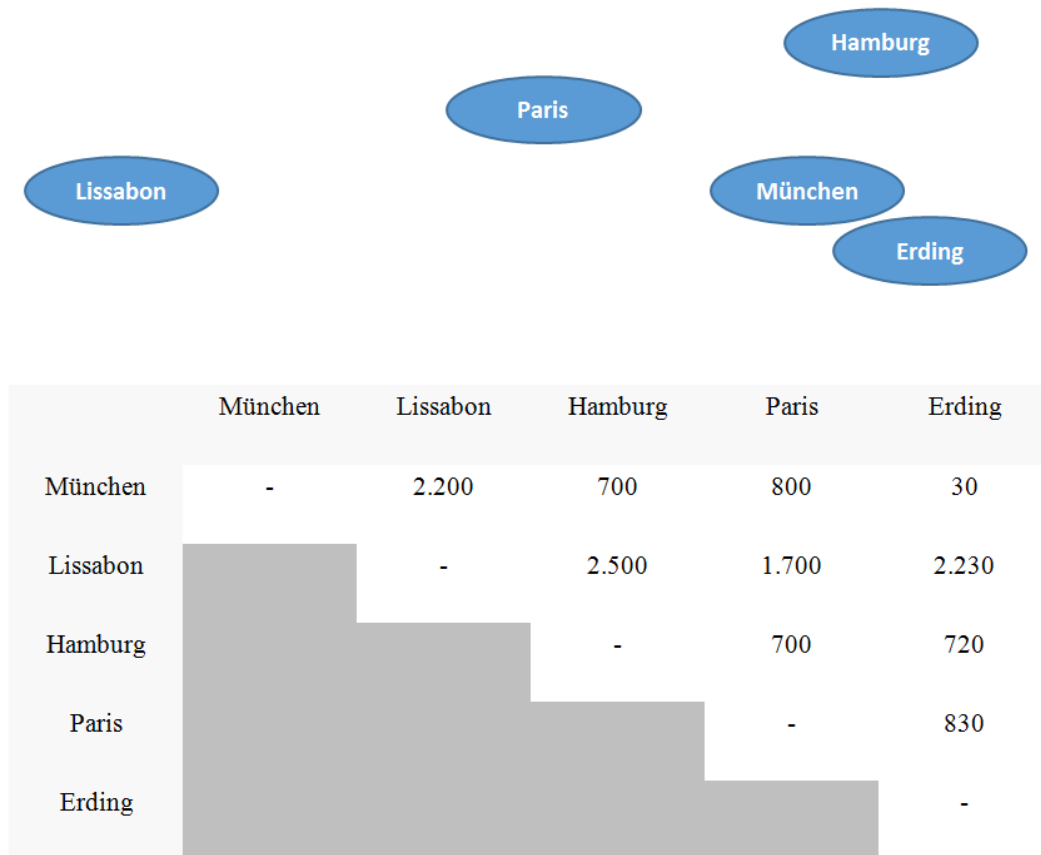 Hamburg
Paris
Lissabon
München
Erding
München Lissabon Hamburg Paris Erding
München - 2.200 700 800 30
Lissabon - 2.500 1.700 2.230
Hamburg - 700 720
Paris - 830
Erding -